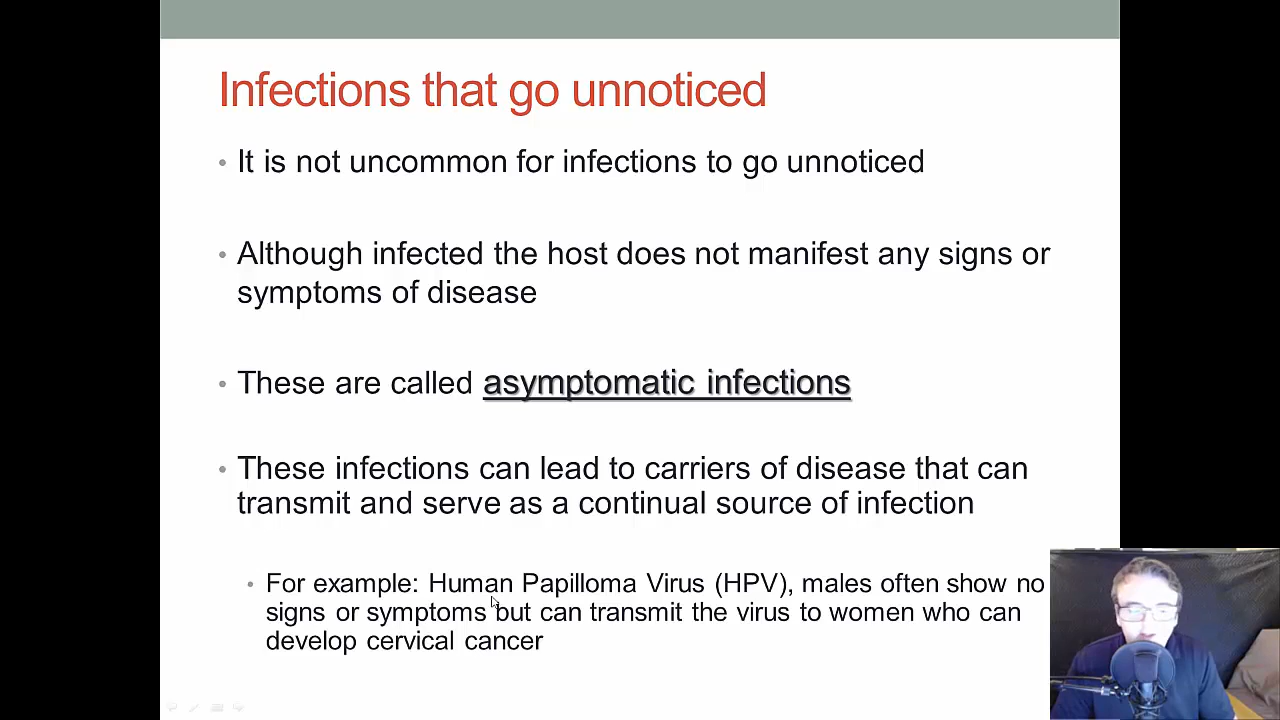 Infections that go unnoticed
• It is not uncommon for infections to go unnoticed
• Although infected the host does not manifest any signs or
symptoms of disease
• These are called asymptomatic infections
• These infections can lead to carriers of disease that can
transmit and serve as a continual source of infection
• For example: Human Papilloma Virus (HPV), males often show no
signs or symptoms but can transmit the virus to women who can
develop cervical cancer